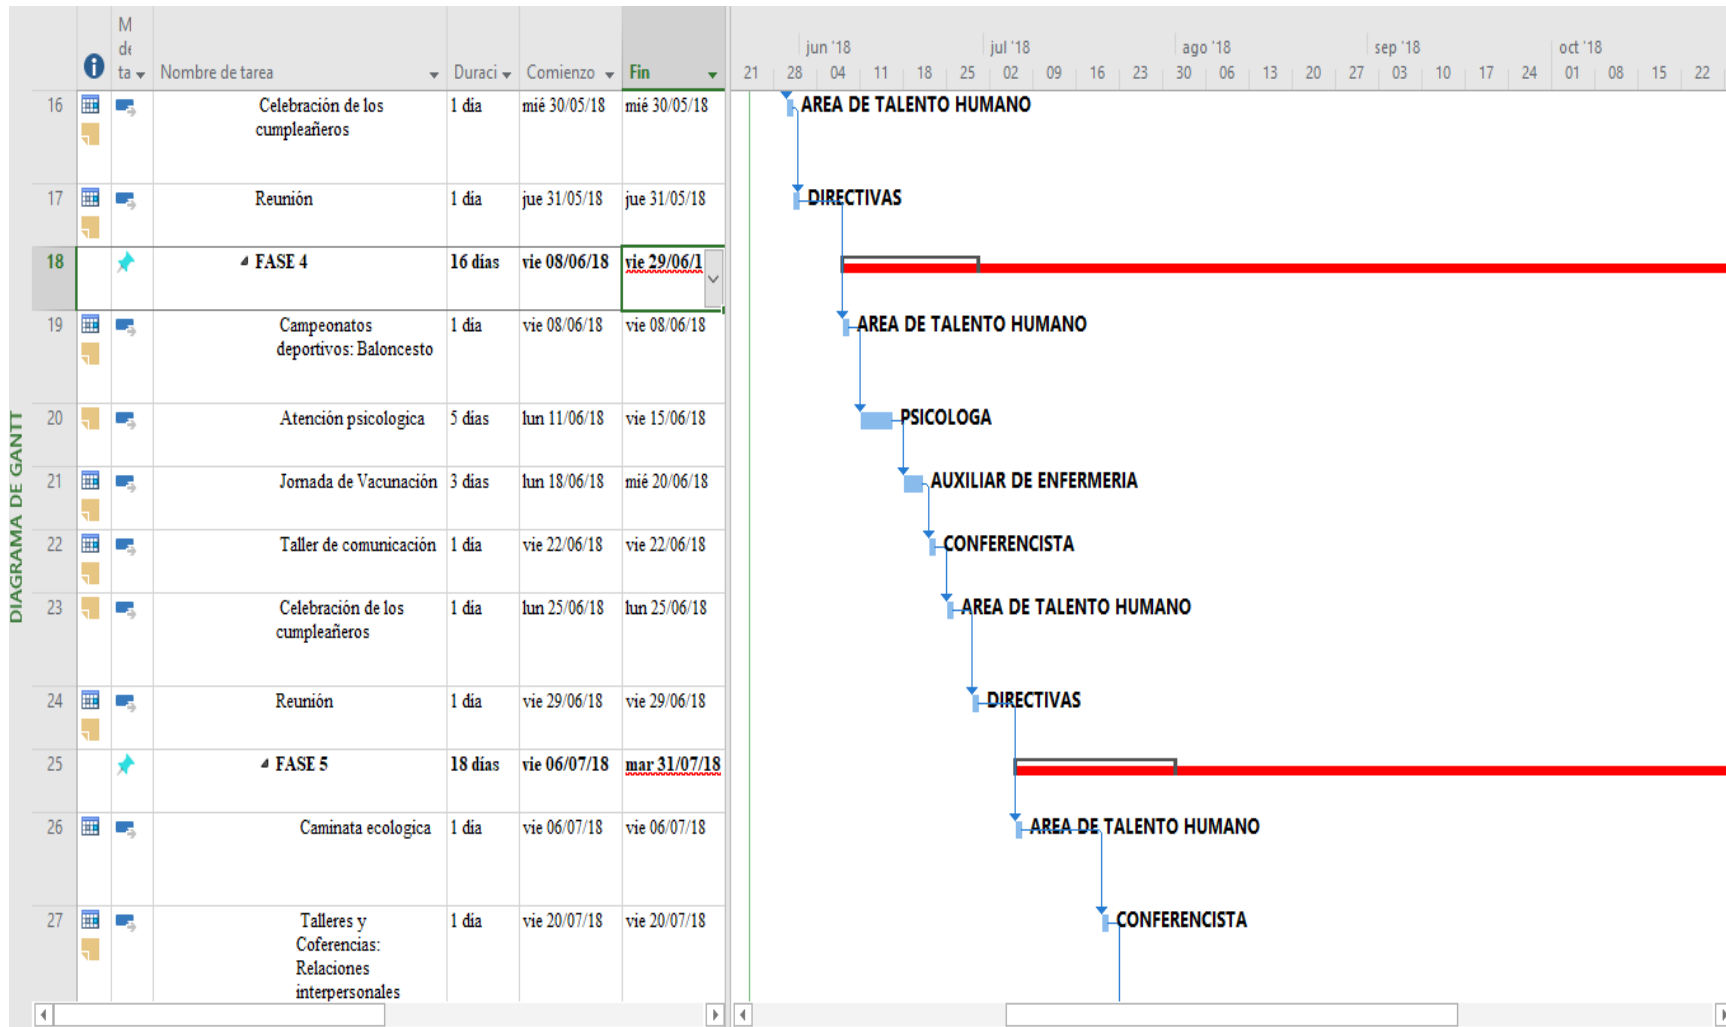 DIAGRAMA DE GANTT
M
de
ta
Nombre de tarea
Duraci
Comienzo
Fin
jun '18
jul '18
ago '18
sep '18
oct '18
21 28 04 11 18 25 02 09 16 23 30 06 13 20 27 03 10 17 24 01 08 15 22
16 Celebración de los 1 día mié 30/05/18 mié 30/05/18 AREA DE TALENTO HUMANO
cumpleañeros
17 Reunión 1 día jue 31/05/18 jue 31/05/18 DIRECTIVAS
18 FASE 4 16 días vie 08/06/18 vie 29/06/1
19 Campeonatos 1 día vie 08/06/18 vie 08/06/18 AREA DE TALENTO HUMANO
deportivos: Baloncesto
20 Atención psicologica 5 días lun 11/06/18 vie 15/06/18 PSICOLOGA
21 Jornada de Vacunación 3 días lun 18/06/18 mié 20/06/18 AUXILIAR DE ENFERMERIA
22 Taller de comunicación 1 día vie 22/06/18 vie 22/06/18 CONFERENCISTA
23 Celebración de los 1 día lun 25/06/18 lun 25/06/18 AREA DE TALENTO HUMANO
cumpleañeros
24 Reunión 1 día vie 29/06/18 vie 29/06/18 DIRECTIVAS
25 FASE 5 18 días vie 06/07/18 mar 31/07/18
26 Caminata ecologica 1 día vie 06/07/18 vie 06/07/18 AREA DE TALENTO HUMANO
27 Talleres y 1 día vie 20/07/18 vie 20/07/18 CONFERENCISTA
Coferencias:
Relaciones
interpersonales